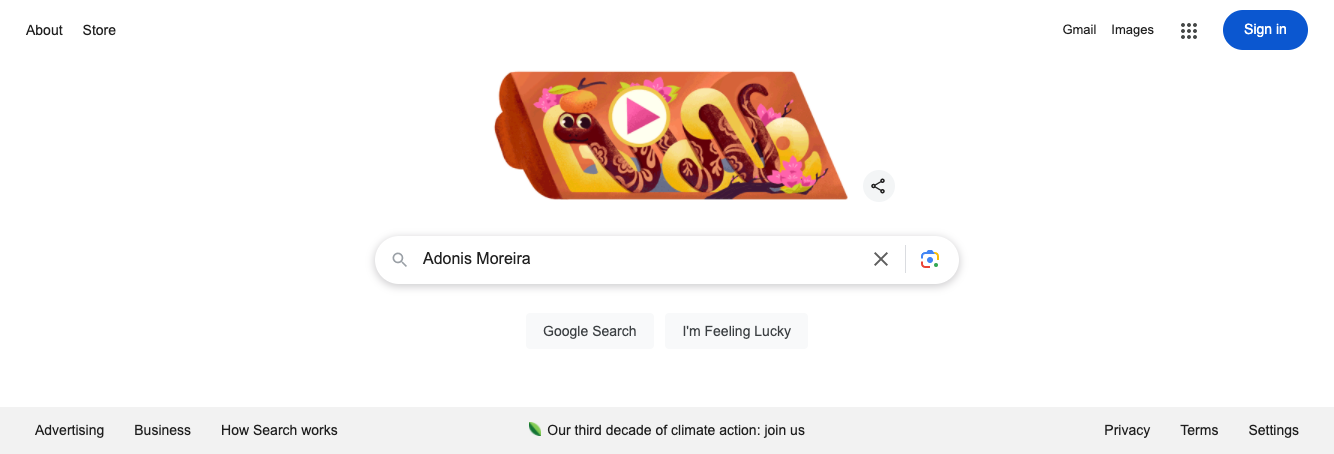 About Store Gmail Images Sign in
Adonis Moreira
Google Search I'm Feeling Lucky
Advertising Business How Search works Our third decade of climate action: join us Privacy Terms Settings